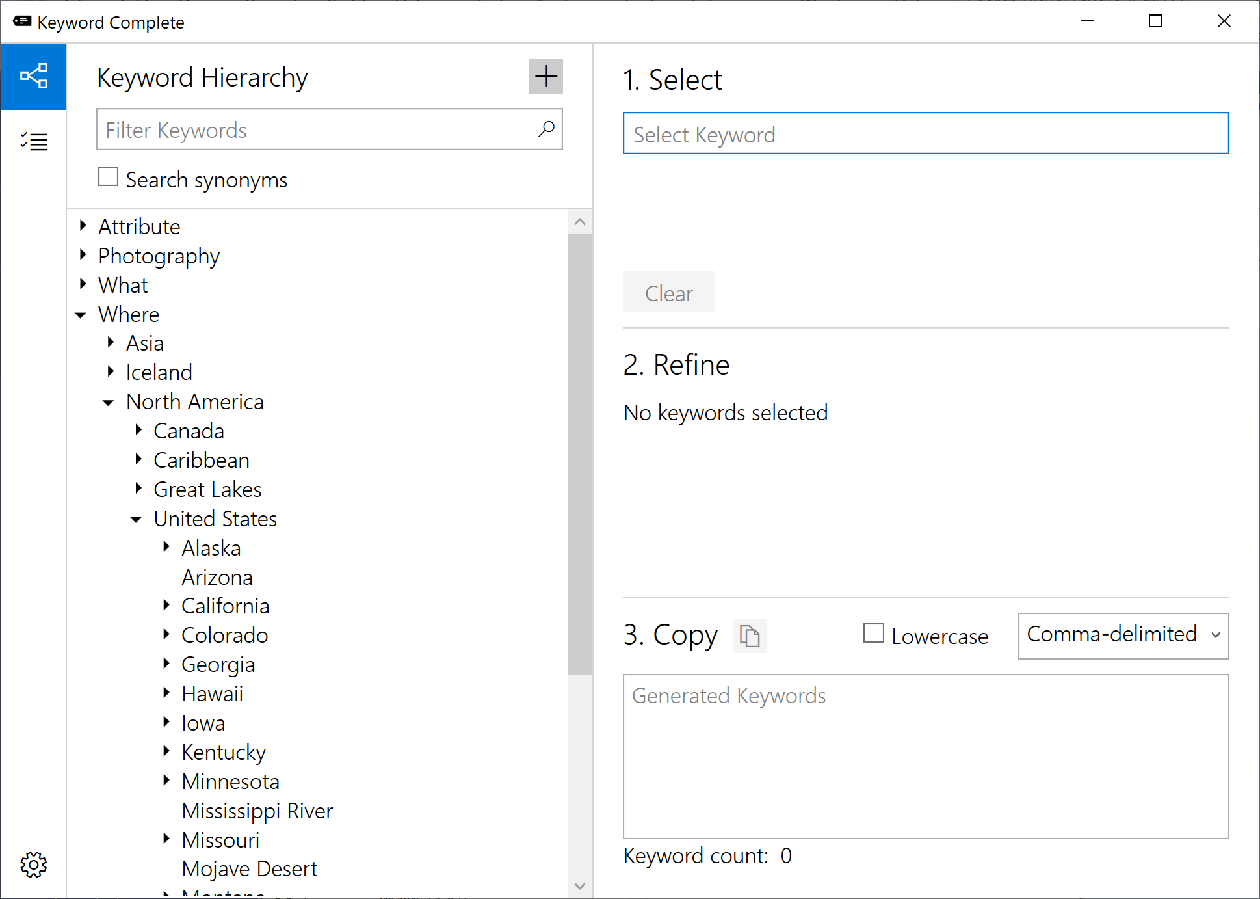 Keyword Complete
Keyword Hierarchy
Filter Keywords
Search synonyms
Attribute
Photography
What
Where
Asia
Iceland
North America
Canada
Caribbean
Great Lakes
United States
Alaska
Arizona
California
Colorado
Georgia
Hawaii
Iowa
Kentucky
Minnesota
Mississippi River
Missouri
Mojave Desert
1. Select
Select Keyword
Clear
2. Refine
No keywords selected
3. Copy
Lowercase
Comma-delimited
Generated Keywords
Keyword count: 0